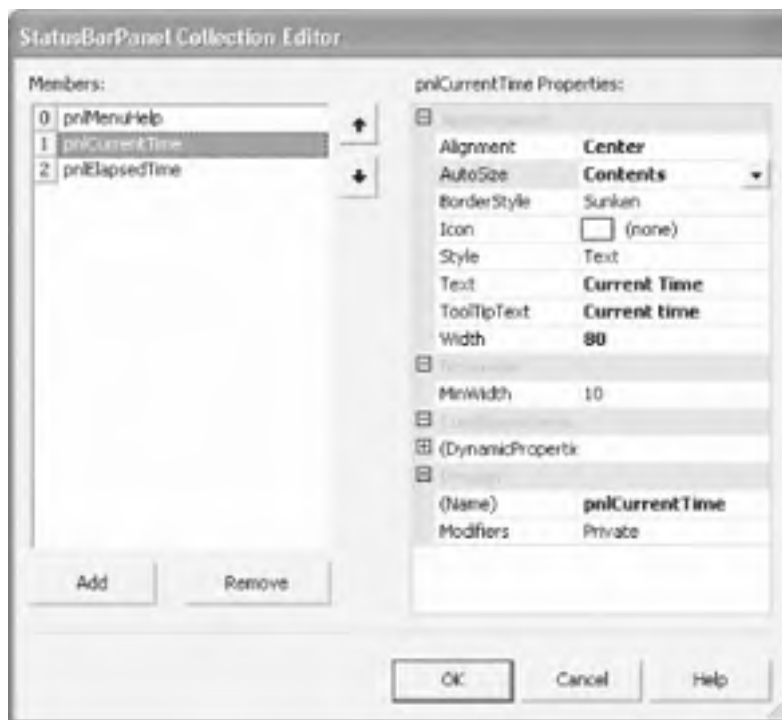 StatusBarPanel Collection Editor
Members:
0 pnlMenuHelp
1 pnlCurrentTime
2 pnlElapsedTime
Add
Remove
pnlCurrentTime Properties:
Alignment Center
AutoSize Contents
BorderStyle Sunken
Icon (none)
Style Text
Text Current Time
ToolTipText Current time
Width 80
MinWidth 10
(DynamicPropertie
(Name) pnlCurrentTime
Modifiers Private
OK
Cancel
Help